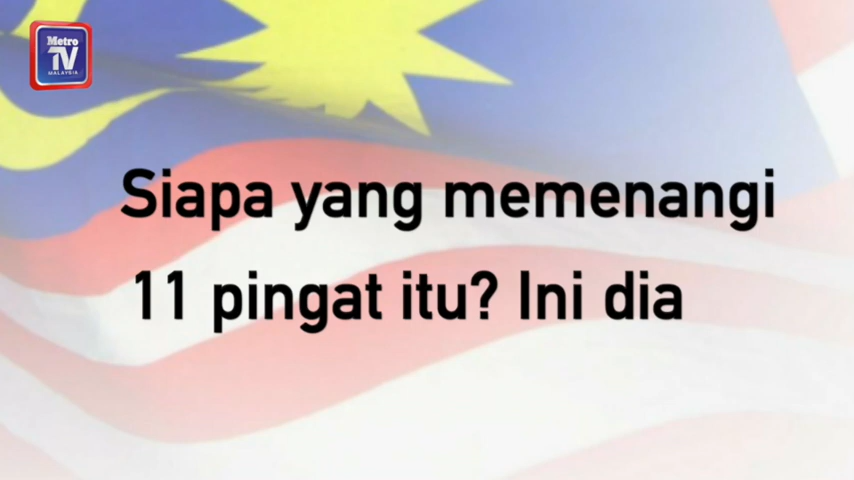 Metro
TV
MALAYSIA
Siapa yang memenangi
11 pingat itu? Ini dia